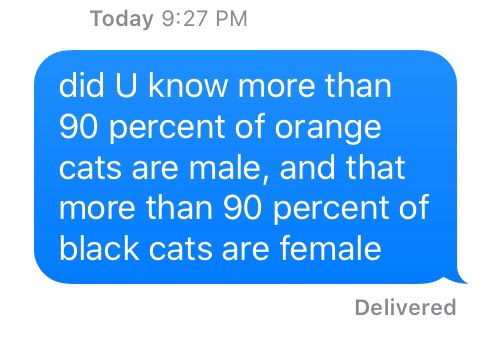 Today 9:27 PM
did U know more than
90 percent of orange
cats are male, and that
more than 90 percent of
black cats are female
Delivered